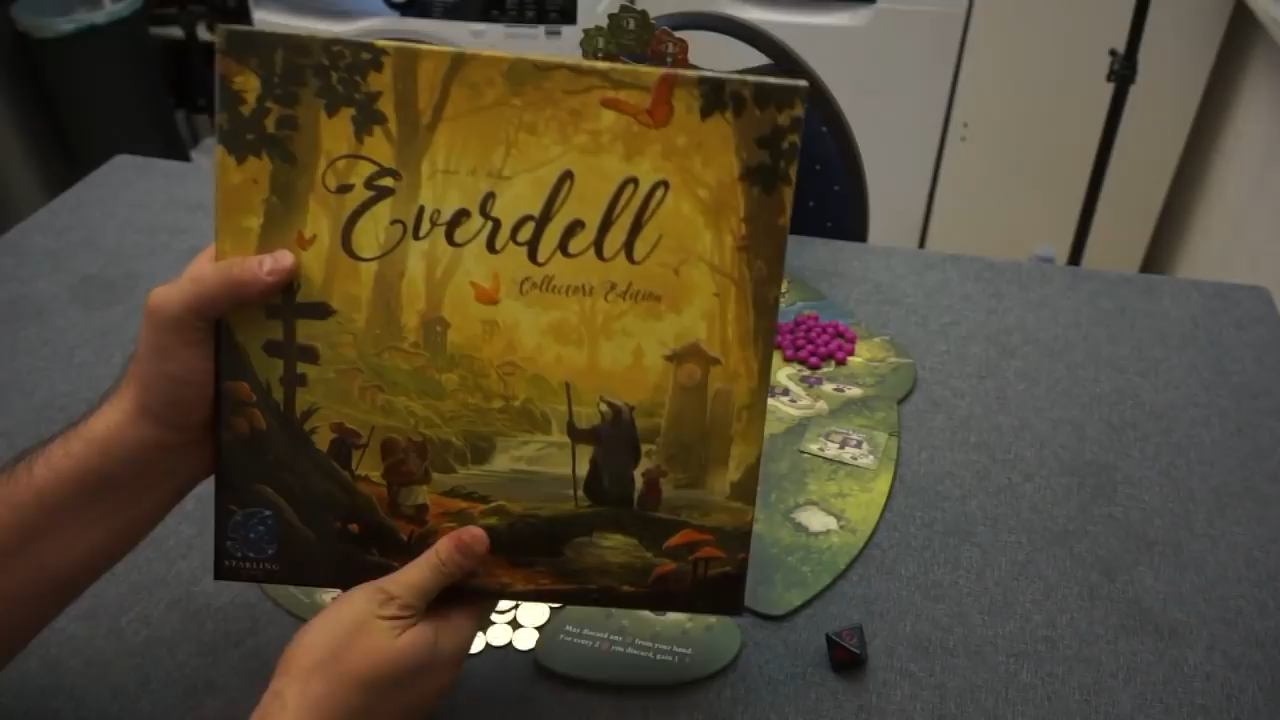 Everdell
Collector's Edition
STARLING
May discard any from your hand.
For every 2 you discard, gain 1